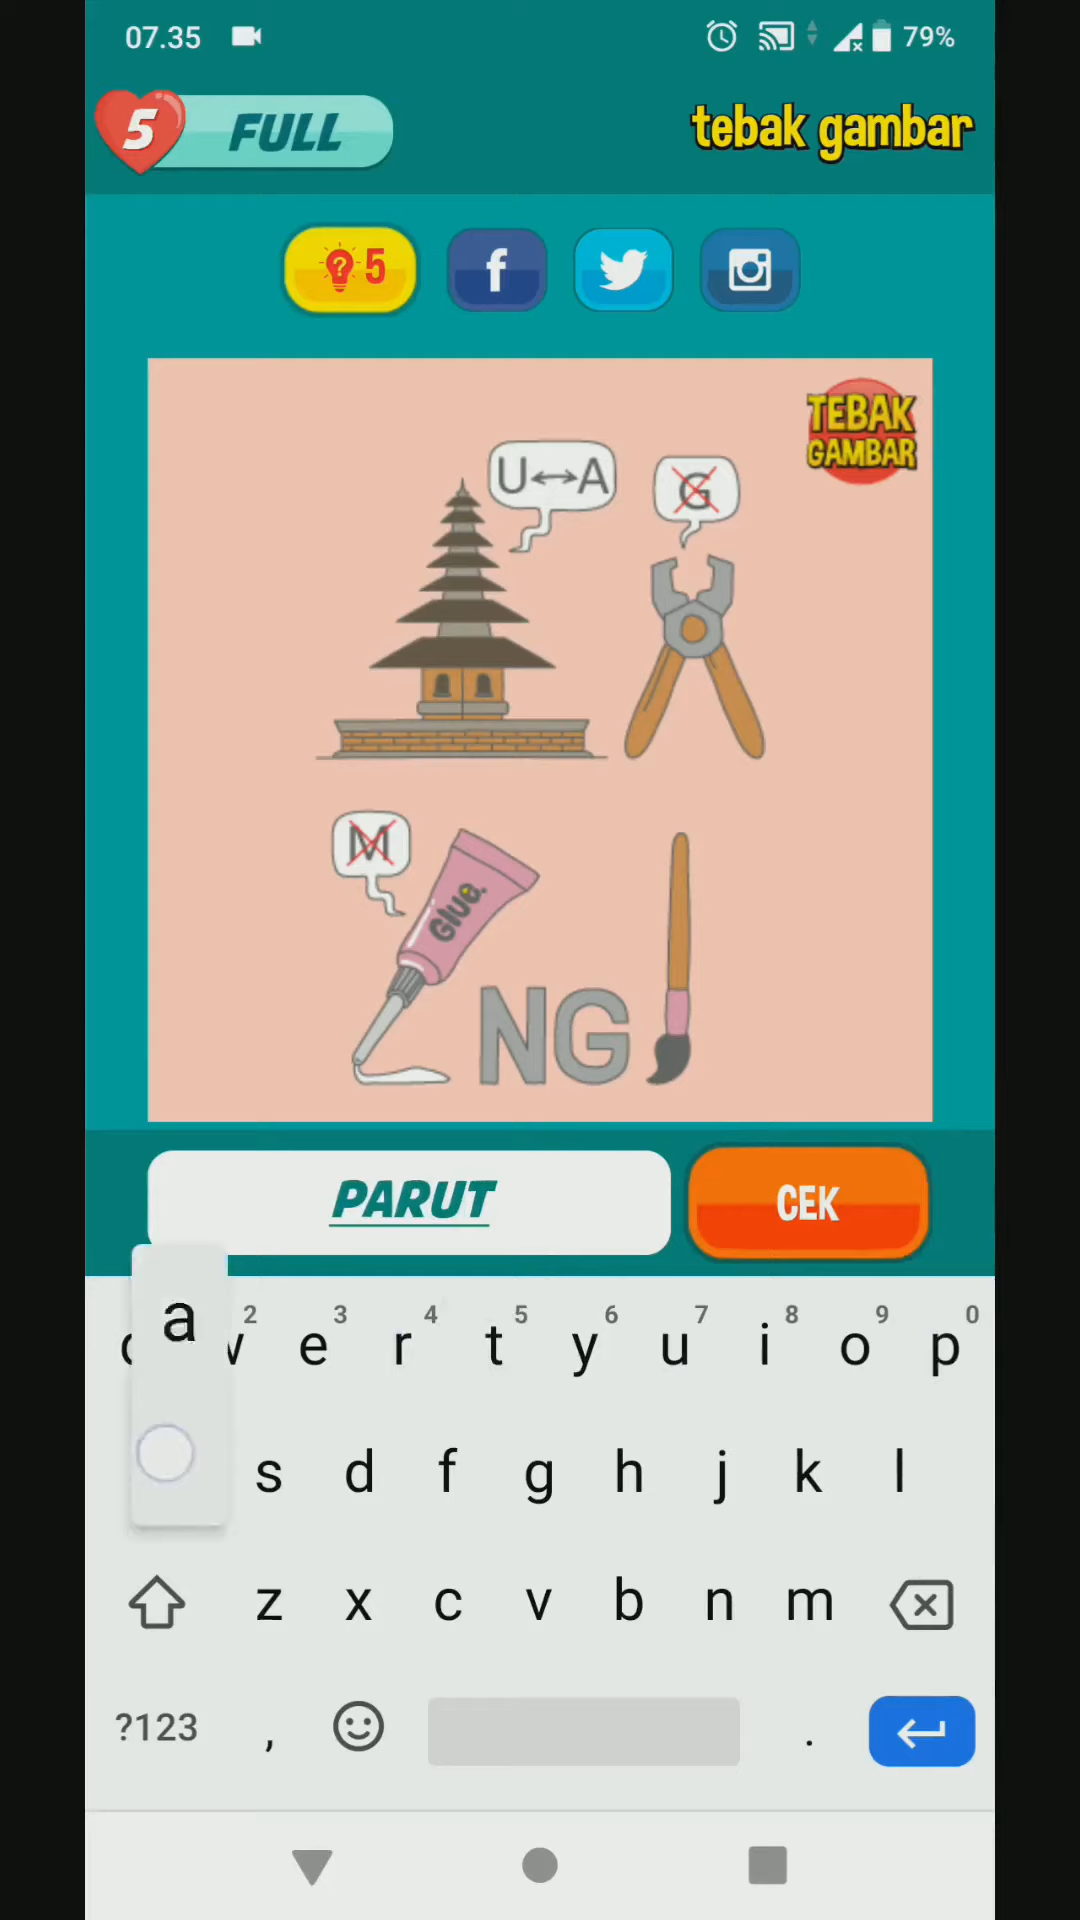 07.35 79%
5 FULL tebak gambar
5 f
TEBAK
GAMBAR
U↔A G
M
Glue.
NG
PARUT CEK
a
2 3 4 5 6 7 8 9 0
e r t y u i o p
s d f g h j k l
z x c v b n m
?123 , .